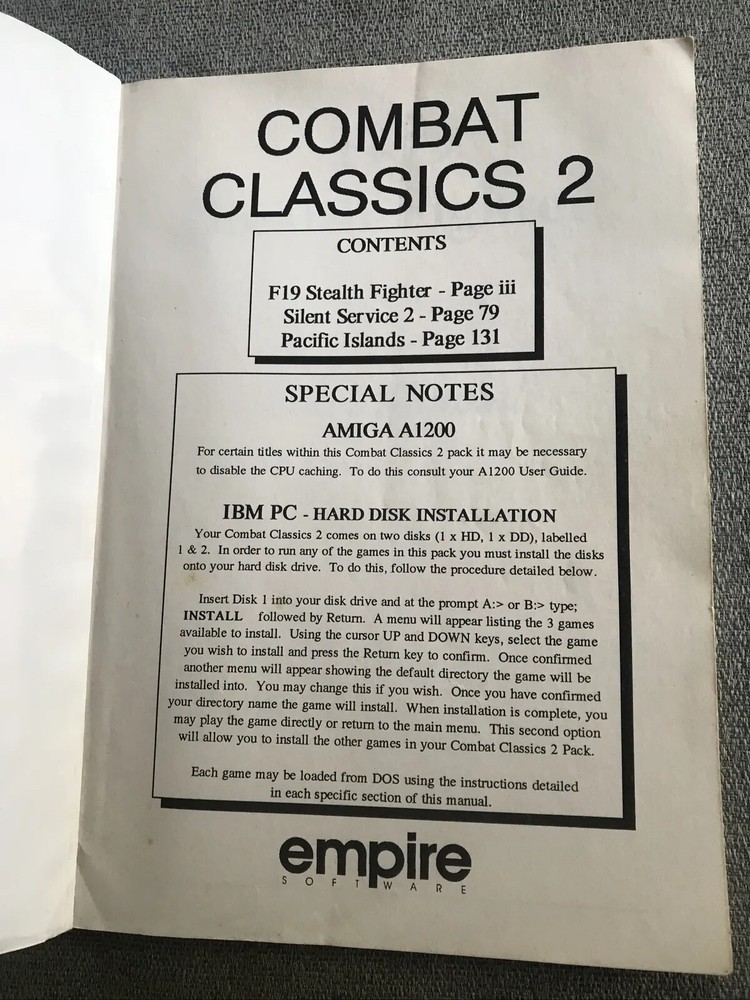 COMBAT
CLASSICS 2
CONTENTS
F19 Stealth Fighter - Page iii
Silent Service 2 - Page 79
Pacific Islands - Page 131
SPECIAL NOTES
AMIGA A1200
For certain titles within this Combat Classics 2 pack it may be necessary
to disable the CPU caching. To do this consult your A1200 User Guide.
IBM PC - HARD DISK INSTALLATION
Your Combat Classics 2 comes on two disks (1 x HD, 1 x DD), labelled
1 & 2. In order to run any of the games in this pack you must install the disks
onto your hard disk drive. To do this, follow the procedure detailed below.
Insert Disk 1 into your disk drive and at the prompt A:> or B:> type;
INSTALL followed by Return. A menu will appear listing the 3 games
available to install. Using the cursor UP and DOWN keys, select the game
you wish to install and press the Return key to confirm. Once confirmed
another menu will appear showing the default directory the game will be
installed into. You may change this if you wish. Once you have confirmed
your directory name the game will install. When installation is complete, you
may play the game directly or return to the main menu. This second option
will allow you to install the other games in your Combat Classics 2 Pack.
Each game may be loaded from DOS using the instructions detailed
in each specific section of this manual.
empire
SOFTWARE